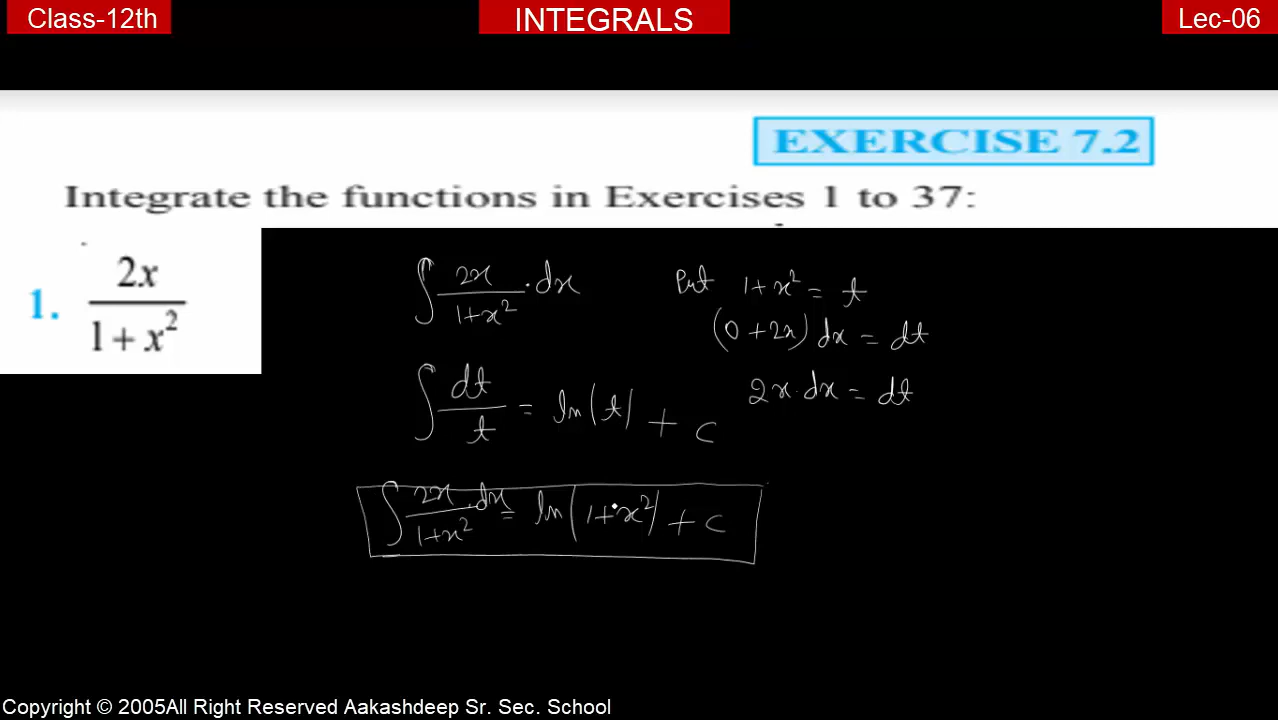 Class-12th INTEGRALS Lec-06
EXERCISE 7.2
Integrate the functions in Exercises 1 to 37:
1. 2x / 1 + x²
∫ 2x / 1+x² · dx
Put 1+x² = t
(0 + 2x) dx = dt
2x · dx = dt
∫ dt / t = ln |t| + c
∫ 2x / 1+x² · dx = ln |1+x²| + c
Copyright © 2005All Right Reserved Aakashdeep Sr. Sec. School